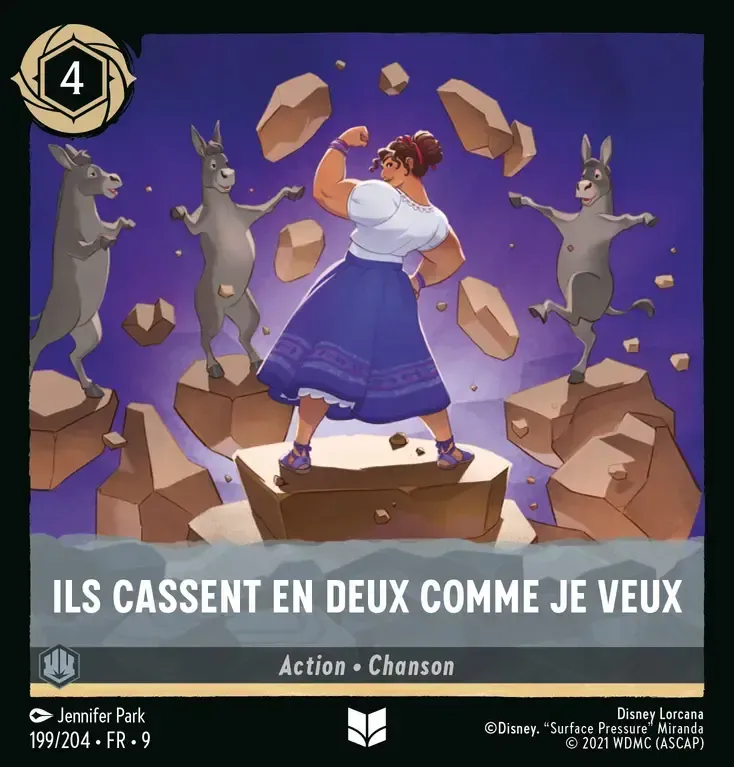 4
ILS CASSENT EN DEUX COMME JE VEUX
Action • Chanson
Jennifer Park
199/204 • FR • 9
Disney Lorcana
©Disney. “Surface Pressure” Miranda
© 2021 WDMC (ASCAP)